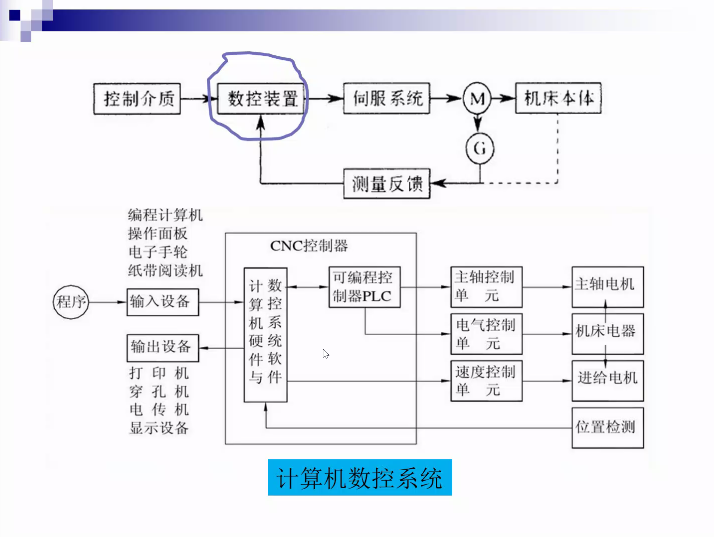 控制介质
数控装置
伺服系统
M
机床本体
G
测量反馈
编程计算机
操作面板
电子手轮
纸带阅读机
CNC控制器
程序
输入设备
计算机硬件与
数控系统软件
可编程控
制器PLC
主轴控制
单 元
主轴电机
输出设备
电气控制
单 元
机床电器
打 印 机
穿 孔 机
电 传 机
显示设备
速度控制
单 元
进给电机
位置检测
计算机数控系统